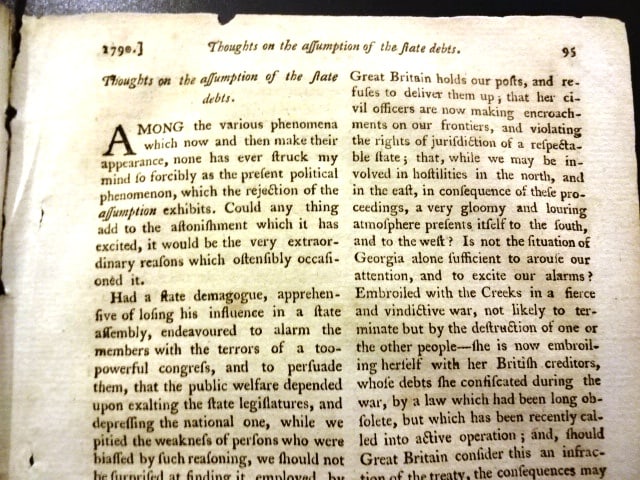 1790.] Thoughts on the aſſumption of the ſtate debts. 95
Thoughts on the aſſumption of the ſtate
debts.
AMONG the various phenomena
which now and then make their
appearance, none has ever ſtruck my
mind ſo forcibly as the preſent political
phenomenon, which the rejection of the
aſſumption exhibits. Could any thing
add to the aſtoniſhment which it has
excited, it would be the very extraor-
dinary reaſons which oſtenſibly occaſi-
oned it.
Had a ſtate demagogue, apprehen-
ſive of loſing his influence in a ſtate
aſſembly, endeavoured to alarm the
members with the terrors of a too-
powerful congreſs, and to perſuade
them, that the public welfare depended
upon exalting the ſtate legiſlatures, and
depreſſing the national one, while we
pitied the weakneſs of perſons who were
biaſſed by ſuch reaſoning, we ſhould not
be ſurpriſed at finding it employed by
Great Britain holds our poſts, and re-
fuſes to deliver them up; that her ci-
vil officers are now making encroach-
ments on our frontiers, and violating
the rights of juriſdiction of a reſpecta-
ble ſtate; that, while we may be in-
volved in hoſtilities in the north, and
in the eaſt, in conſequence of theſe pro-
ceedings, a very gloomy and louring
atmoſphere preſents itſelf to the ſouth,
and to the weſt? Is not the ſituation of
Georgia alone ſufficient to arouſe our
attention, and to excite our alarms?
Embroiled with the Creeks in a fierce
and vindictive war, not likely to ter-
minate but by the deſtruction of one or
the other people—ſhe is now embroil-
ing herſelf with her Britiſh creditors,
whoſe debts ſhe confiſcated during the
war, by a law which had been long ob-
ſolete, but which has been recently cal-
led into active operation; and, ſhould
Great Britain conſider this an infrac-
tion of the treaty, the conſequences may